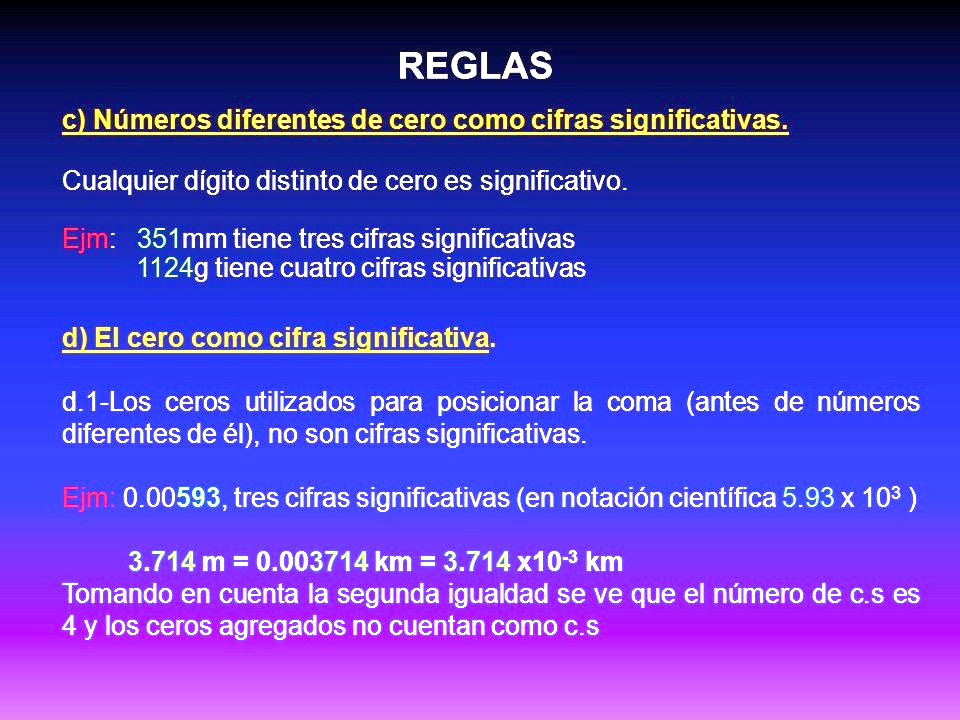 REGLAS
c) Números diferentes de cero como cifras significativas.
Cualquier dígito distinto de cero es significativo.
Ejm: 351mm tiene tres cifras significativas
1124g tiene cuatro cifras significativas
d) El cero como cifra significativa.
d.1-Los ceros utilizados para posicionar la coma (antes de números
diferentes de él), no son cifras significativas.
Ejm: 0.00593, tres cifras significativas (en notación científica 5.93 x 10³ )
3.714 m = 0.003714 km = 3.714 x10⁻³ km
Tomando en cuenta la segunda igualdad se ve que el número de c.s es
4 y los ceros agregados no cuentan como c.s